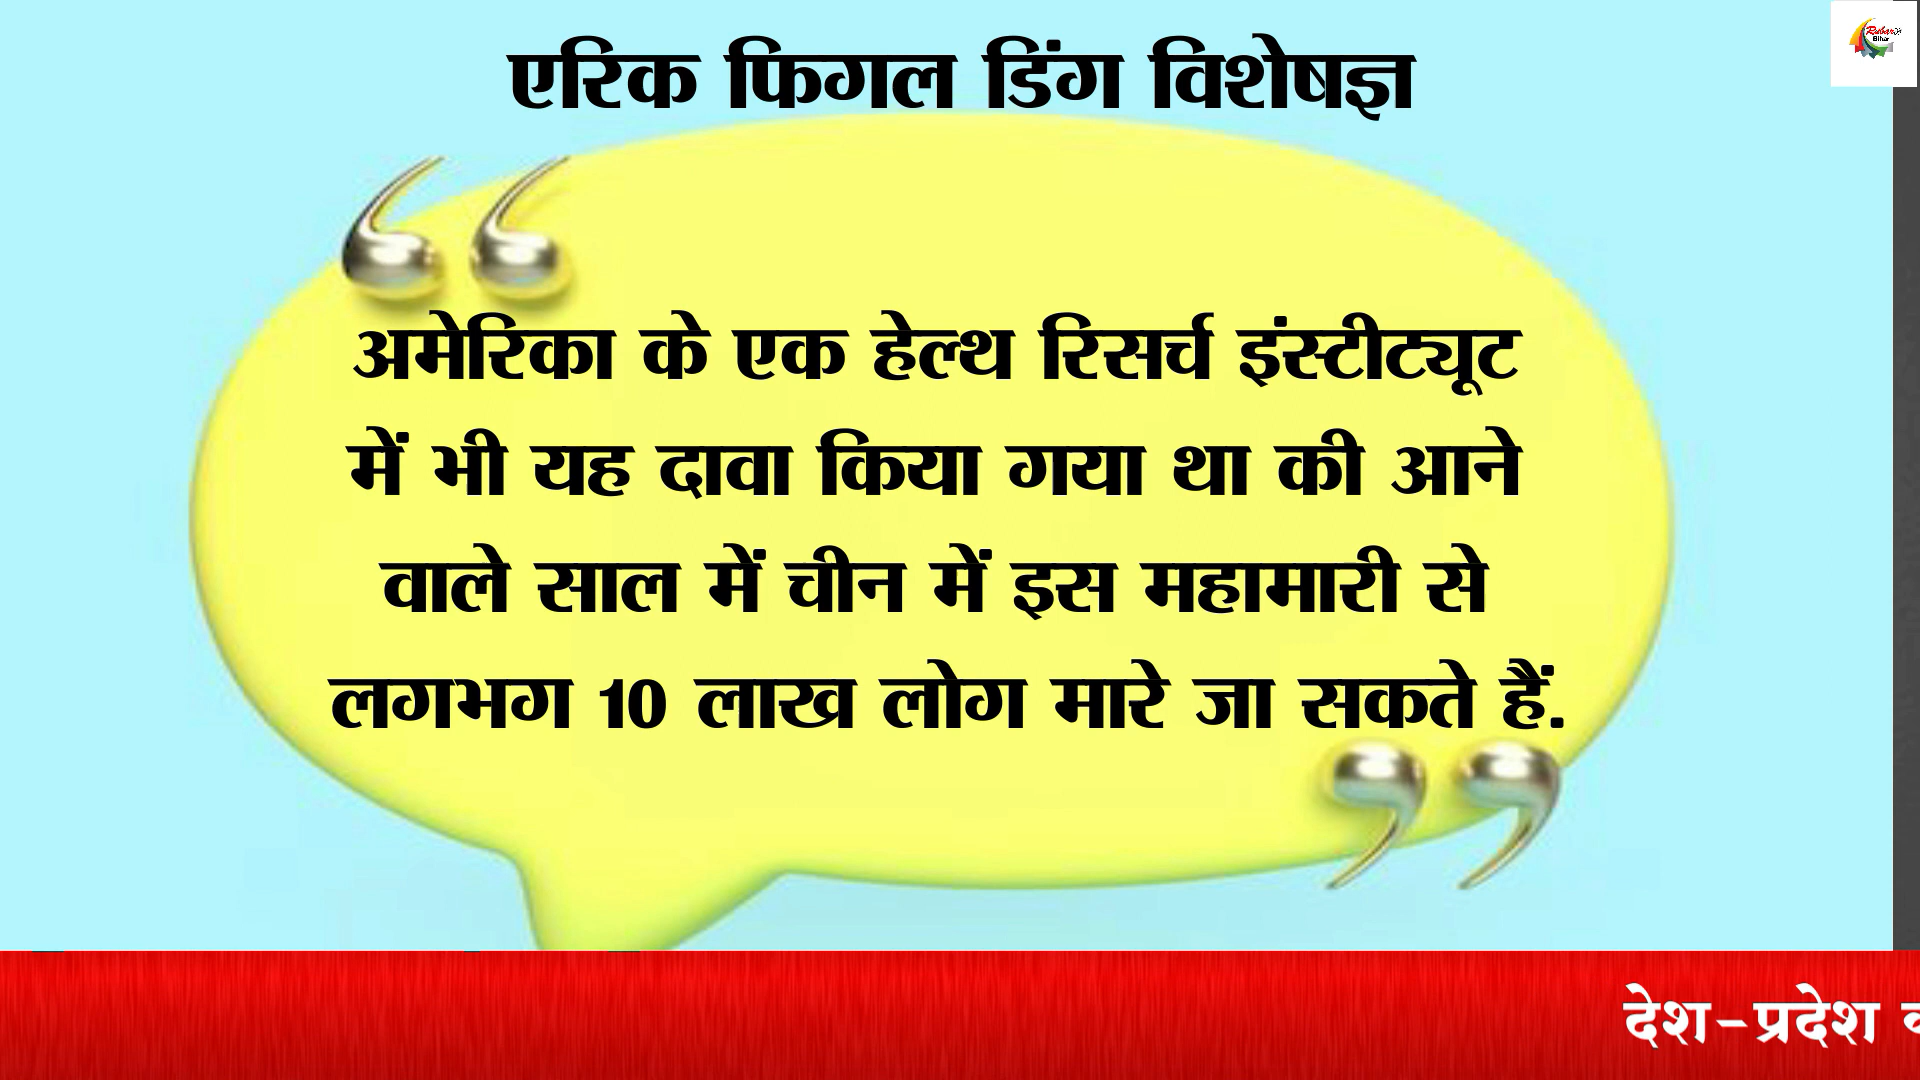 एरिक फिगल डिंग विशेषज्ञ
अमेरिका के एक हेल्थ रिसर्च इंस्टीट्यूट
में भी यह दावा किया गया था की आने
वाले साल में चीन में इस महामारी से
लगभग 10 लाख लोग मारे जा सकते हैं.
देश-प्रदेश